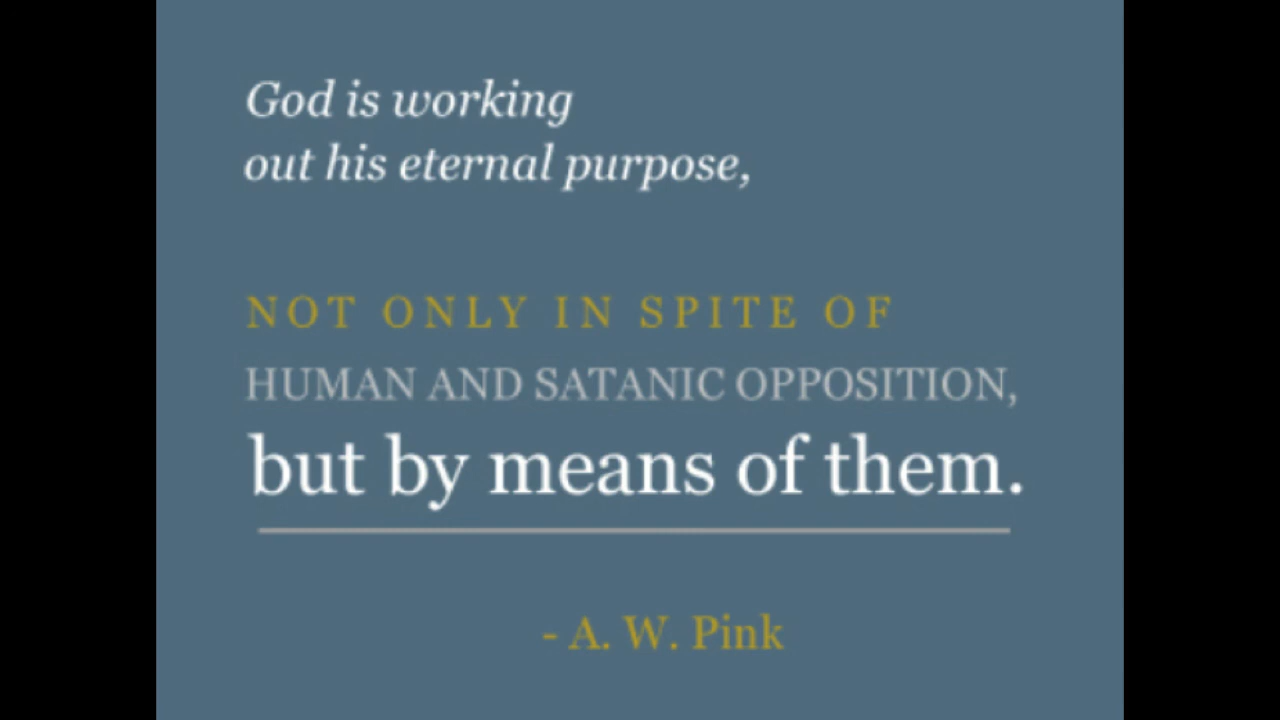 God is working
out his eternal purpose,
NOT ONLY IN SPITE OF
HUMAN AND SATANIC OPPOSITION,
but by means of them.
- A. W. Pink